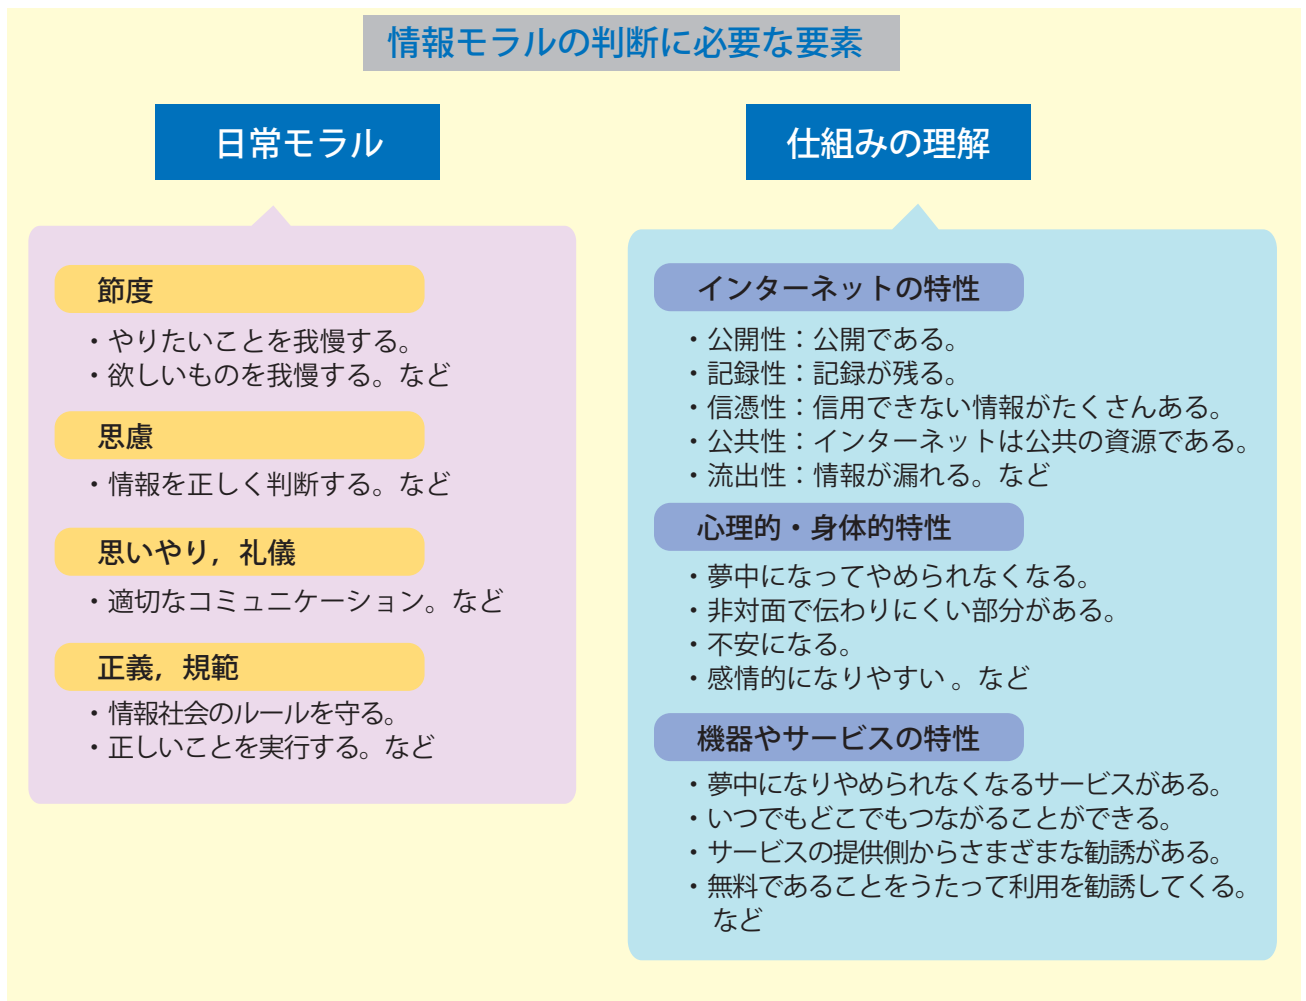 情報モラルの判断に必要な要素
日常モラル
節度
・やりたいことを我慢する。
・欲しいものを我慢する。など
思慮
・情報を正しく判断する。など
思いやり，礼儀
・適切なコミュニケーション。など
正義，規範
・情報社会のルールを守る。
・正しいことを実行する。など
仕組みの理解
インターネットの特性
・公開性：公開である。
・記録性：記録が残る。
・信憑性：信用できない情報がたくさんある。
・公共性：インターネットは公共の資源である。
・流出性：情報が漏れる。など
心理的・身体的特性
・夢中になってやめられなくなる。
・非対面で伝わりにくい部分がある。
・不安になる。
・感情的になりやすい 。など
機器やサービスの特性
・夢中になりやめられなくなるサービスがある。
・いつでもどこでもつながることができる。
・サービスの提供側からさまざまな勧誘がある。
・無料であることをうたって利用を勧誘してくる。
など